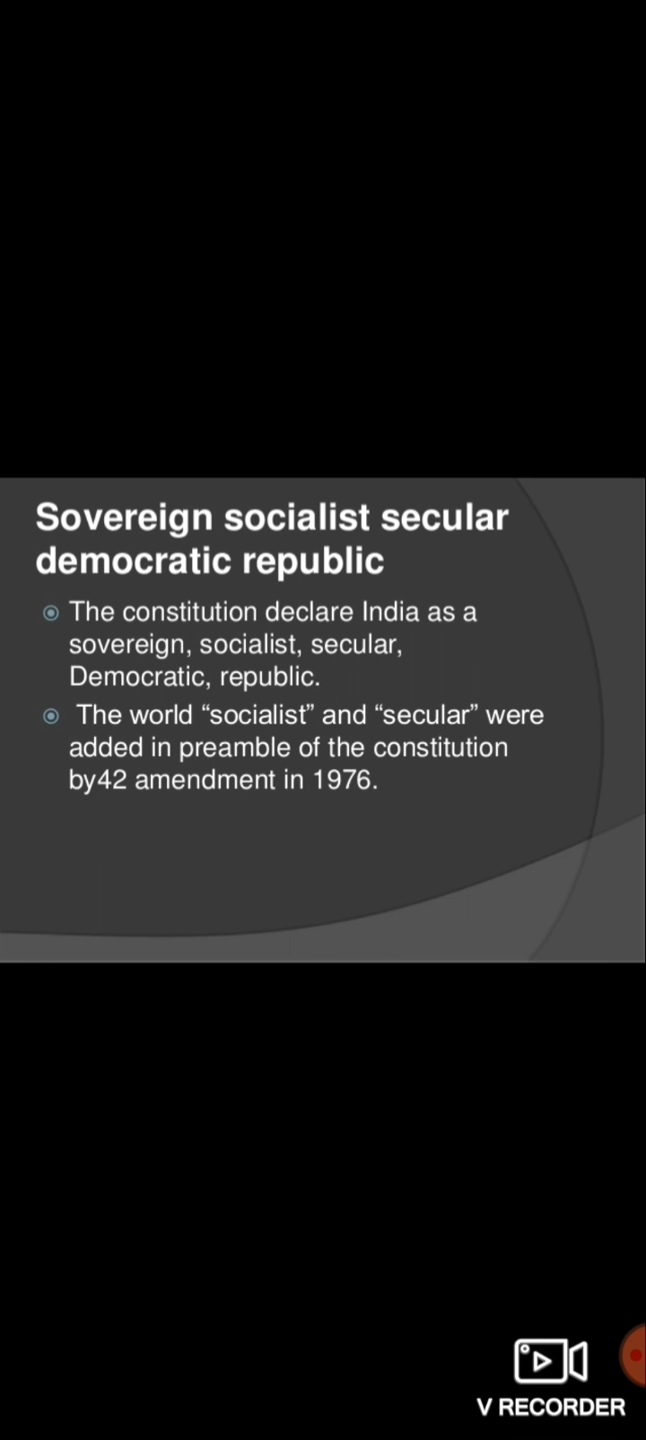 Sovereign socialist secular
democratic republic
The constitution declare India as a
sovereign, socialist, secular,
Democratic, republic.
The world “socialist” and “secular” were
added in preamble of the constitution
by42 amendment in 1976.
V RECORDER